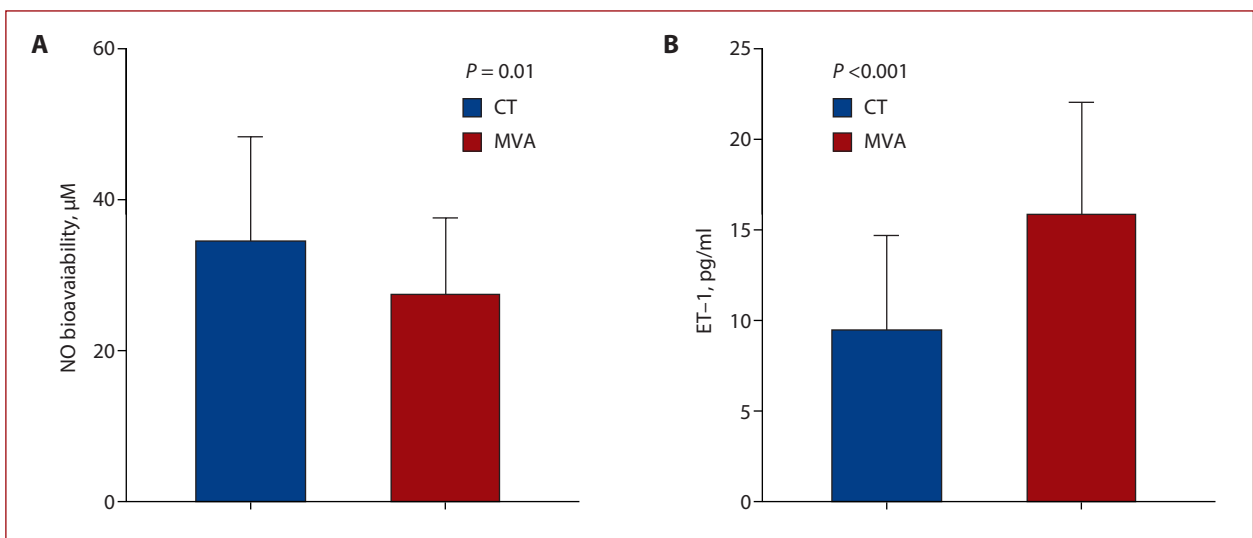 A
60
40
20
0
NO bioavaiability, μM
P = 0.01
CT
MVA
B
25
20
15
10
5
0
ET–1, pg/ml
P <0.001
CT
MVA